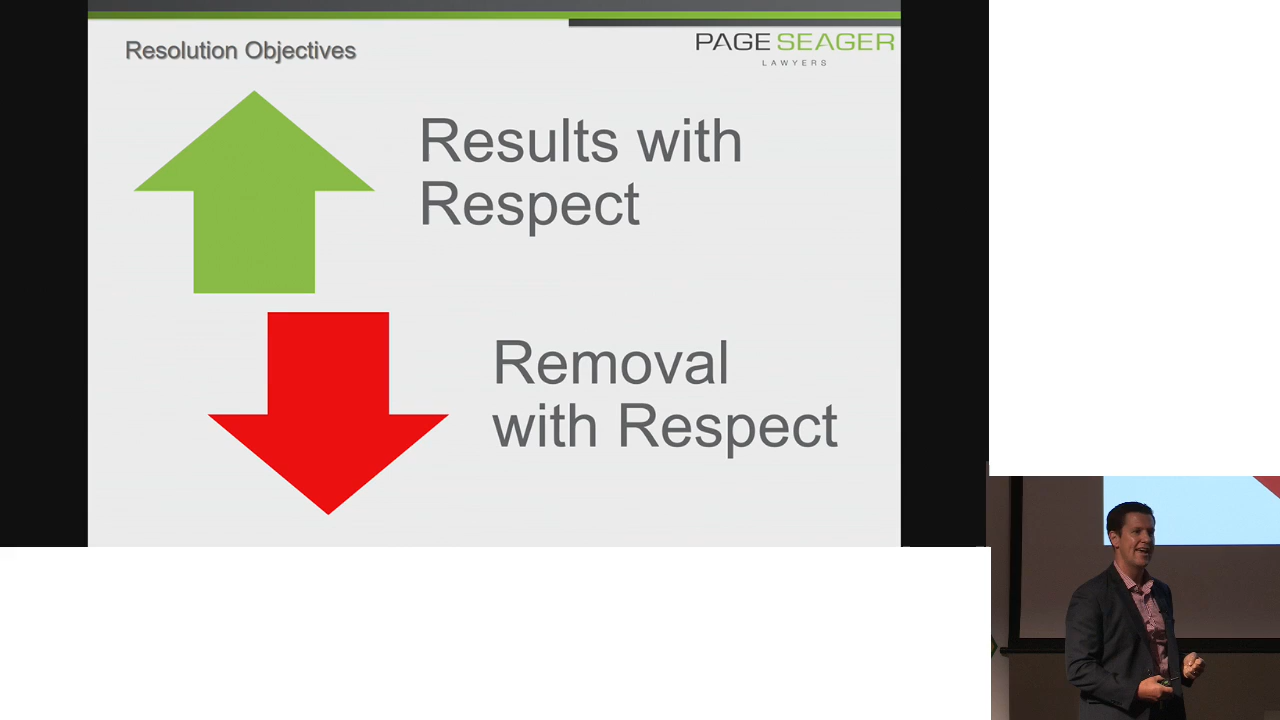 Resolution Objectives
PAGE SEAGER
LAWYERS
Results with
Respect
Removal
with Respect